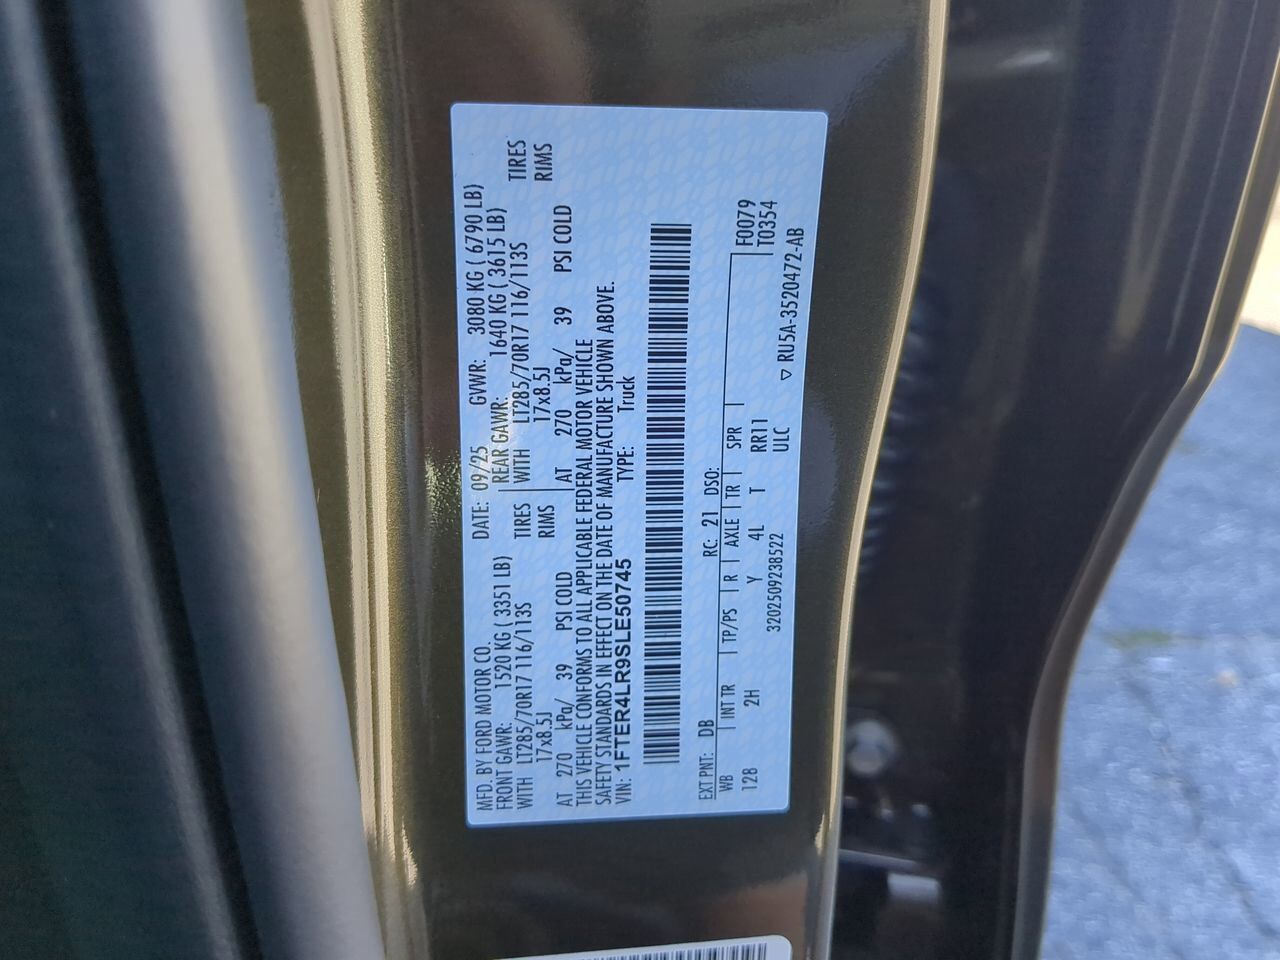 MFD. BY FORD MOTOR CO. DATE: 09/25 GVWR: 3080 KG ( 6790 LB)
FRONT GAWR: 1520 KG ( 3351 LB) REAR GAWR: 1640 KG ( 3615 LB)
WITH LT285/70R17 116/113S TIRES WITH LT285/70R17 116/113S TIRES
17x8.5J RIMS 17x8.5J RIMS
AT 270 kPa/ 39 PSI COLD AT 270 kPa/ 39 PSI COLD
THIS VEHICLE CONFORMS TO ALL APPLICABLE FEDERAL MOTOR VEHICLE
SAFETY STANDARDS IN EFFECT ON THE DATE OF MANUFACTURE SHOWN ABOVE.
VIN: 1FTER4LR9SLE50745 TYPE: Truck
EXT PNT: DB RC: 21 DSO:
WB INT TR TP/PS R AXLE TR SPR F0079
128 2H Y 4L T RR11 T0354
ULC
3202509238522 ▽ RU5A-3520472-AB